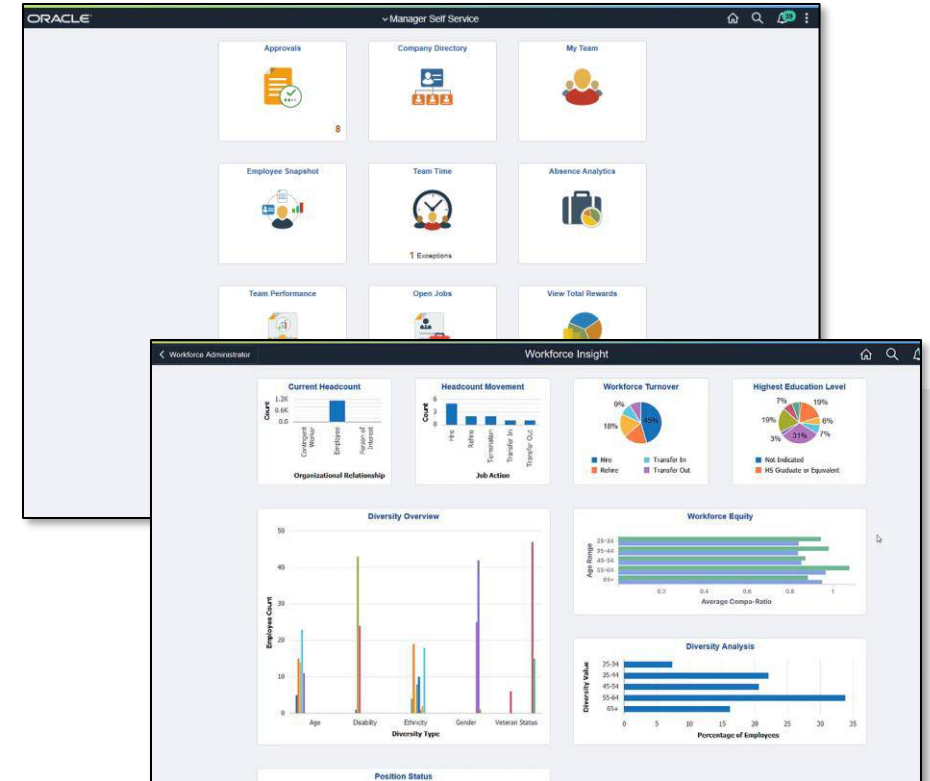 ORACLE
Manager Self Service
39
Approvals
Company Directory
My Team
8
Employee Snapshot
Team Time
Absence Analytics
1 Exceptions
Team Performance
Open Jobs
View Total Rewards
Workforce Administrator
Workforce Insight
Current Headcount
Headcount Movement
Workforce Turnover
Highest Education Level
Count
1.2K
0.6K
0.0
Contingent Worker
Employee
Person of Interest
Organizational Relationship
Count
6
3
0
Hire
Rehire
Termination
Transfer In
Transfer Out
Job Action
9%
18%
45%
Hire
Transfer In
Rehire
Transfer Out
7%
19%
19%
6%
3%
31%
7%
Not Indicated
HS Graduate or Equivalent
Diversity Overview
Employee Count
50
40
30
20
10
0
Age
Disability
Ethnicity
Gender
Veteran Status
Diversity Type
Workforce Equity
Age Range
25-34
35-44
45-54
55-64
65+
0.2
0.4
0.6
0.8
1
Average Compa-Ratio
Diversity Analysis
Diversity Value
25-34
35-44
45-54
55-64
65+
0
5
10
15
20
25
30
35
Percentage of Employees
Position Status